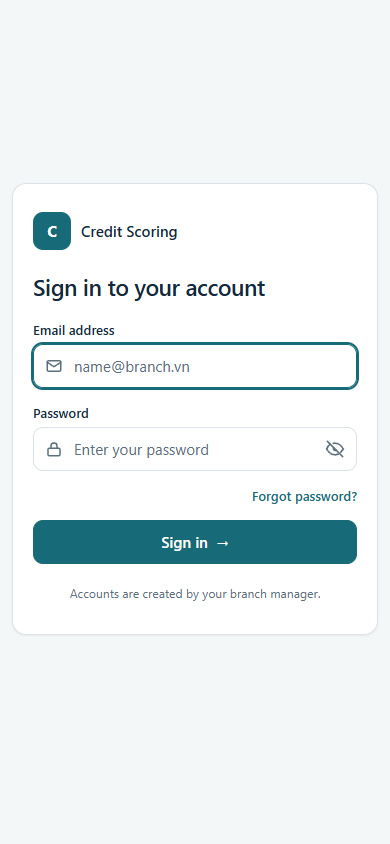 C
Credit Scoring
Sign in to your account
Email address
name@branch.vn
Password
Enter your password
Forgot password?
Sign in →
Accounts are created by your branch manager.